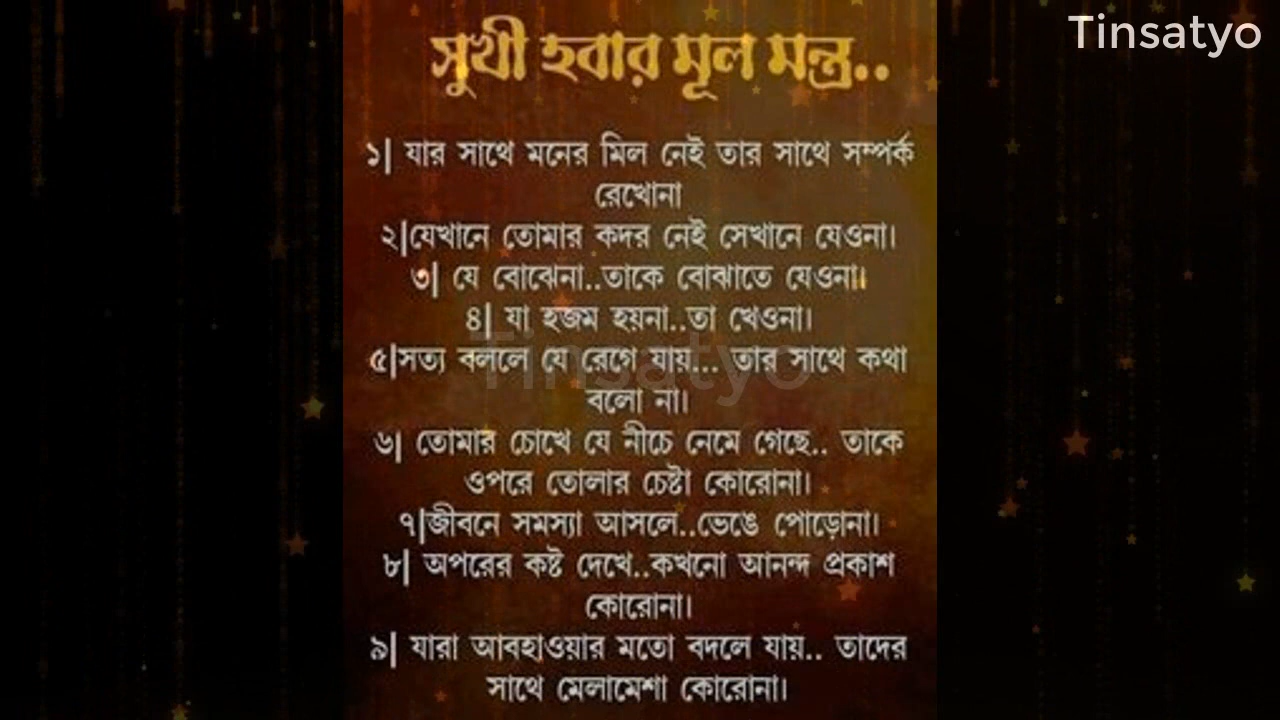 Tinsatyo
সুখী হবার মূল মন্ত্র..
১| যার সাথে মনের মিল নেই তার সাথে সম্পর্ক
রেখোনা
২|যেখানে তোমার কদর নেই সেখানে যেওনা।
৩| যে বোঝেনা..তাকে বোঝাতে যেওনা।
৪| যা হজম হয়না..তা খেওনা।
Tinsatyo
৫|সত্য বললে যে রেগে যায়... তার সাথে কথা
বলো না।
৬| তোমার চোখে যে নীচে নেমে গেছে.. তাকে
ওপরে তোলার চেষ্টা কোরোনা।
৭|জীবনে সমস্যা আসলে..ভেঙে পোড়োনা।
৮| অপরের কষ্ট দেখে..কখনো আনন্দ প্রকাশ
কোরোনা।
৯| যারা আবহাওয়ার মতো বদলে যায়.. তাদের
সাথে মেলামেশা কোরোনা।